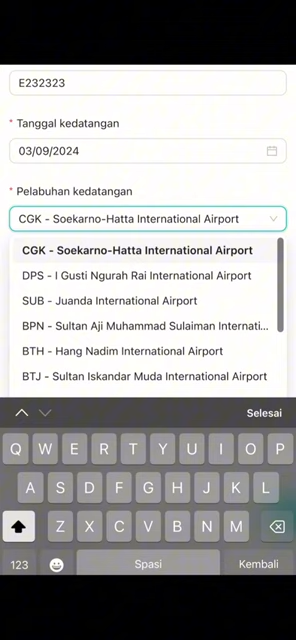 E232323
* Tanggal kedatangan
03/09/2024
* Pelabuhan kedatangan
CGK - Soekarno-Hatta International Airport
CGK - Soekarno-Hatta International Airport
DPS - I Gusti Ngurah Rai International Airport
SUB - Juanda International Airport
BPN - Sultan Aji Muhammad Sulaiman Internati...
BTH - Hang Nadim International Airport
BTJ - Sultan Iskandar Muda International Airport
Selesai
Q W E R T Y U I O P
A S D F G H J K L
Z X C V B N M
123 Spasi Kembali